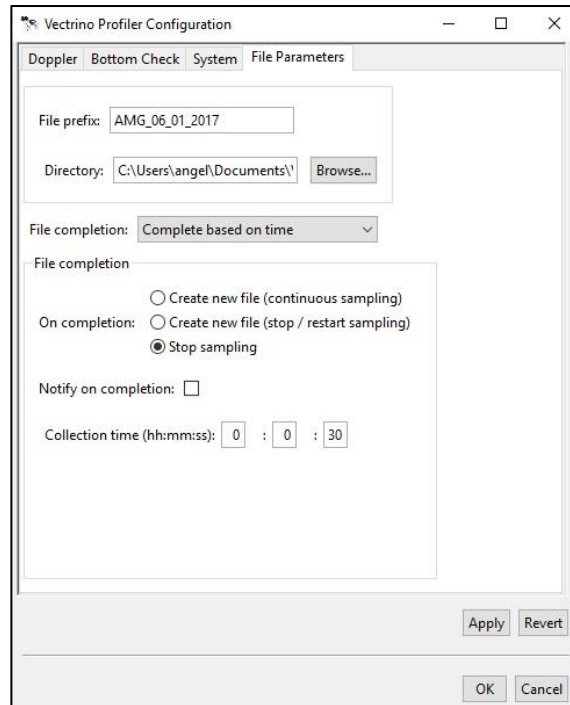 Vectrino Profiler Configuration
Doppler Bottom Check System File Parameters
File prefix: AMG_06_01_2017
Directory: C:\Users\angel\Documents\' Browse...
File completion: Complete based on time
File completion
Create new file (continuous sampling)
On completion: Create new file (stop / restart sampling)
Stop sampling
Notify on completion:
Collection time (hh:mm:ss): 0 : 0 : 30
Apply Revert
OK Cancel